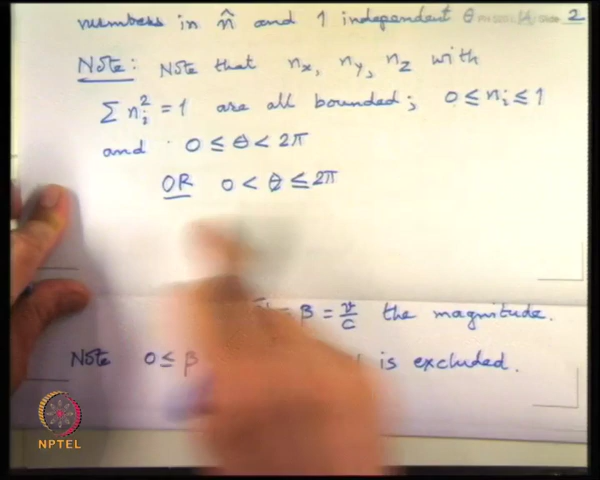 numbers in n̂ and 1 independent θ 2
Note: Note that nx, ny, nz with
∑ ni² = 1 are all bounded; 0 ≤ ni ≤ 1
and 0 ≤ θ < 2π
OR 0 < θ ≤ 2π
β = v/c the magnitude.
Note 0 ≤ β is excluded.
NPTEL